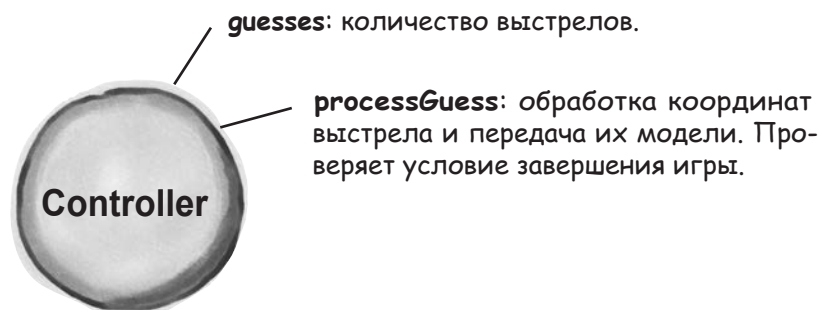 guesses: количество выстрелов.
processGuess: обработка координат
выстрела и передача их модели. Про-
веряет условие завершения игры.
Controller